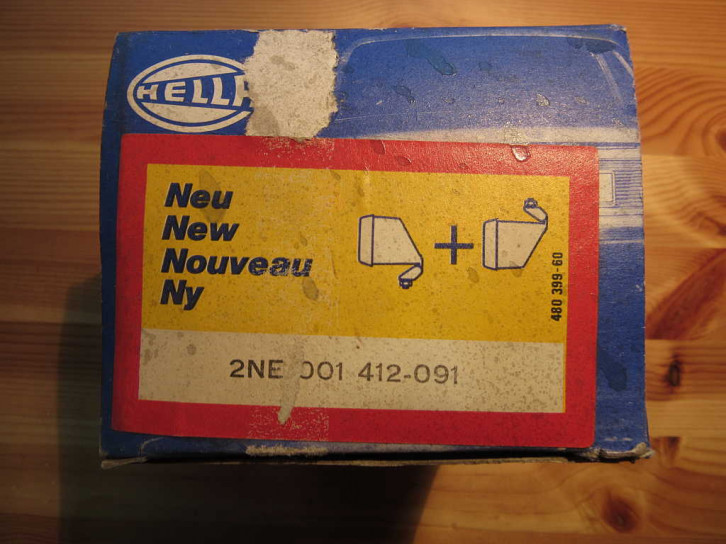 HELLA
Neu
New
Nouveau
Ny
+
480 399-60
2NE 001 412-091